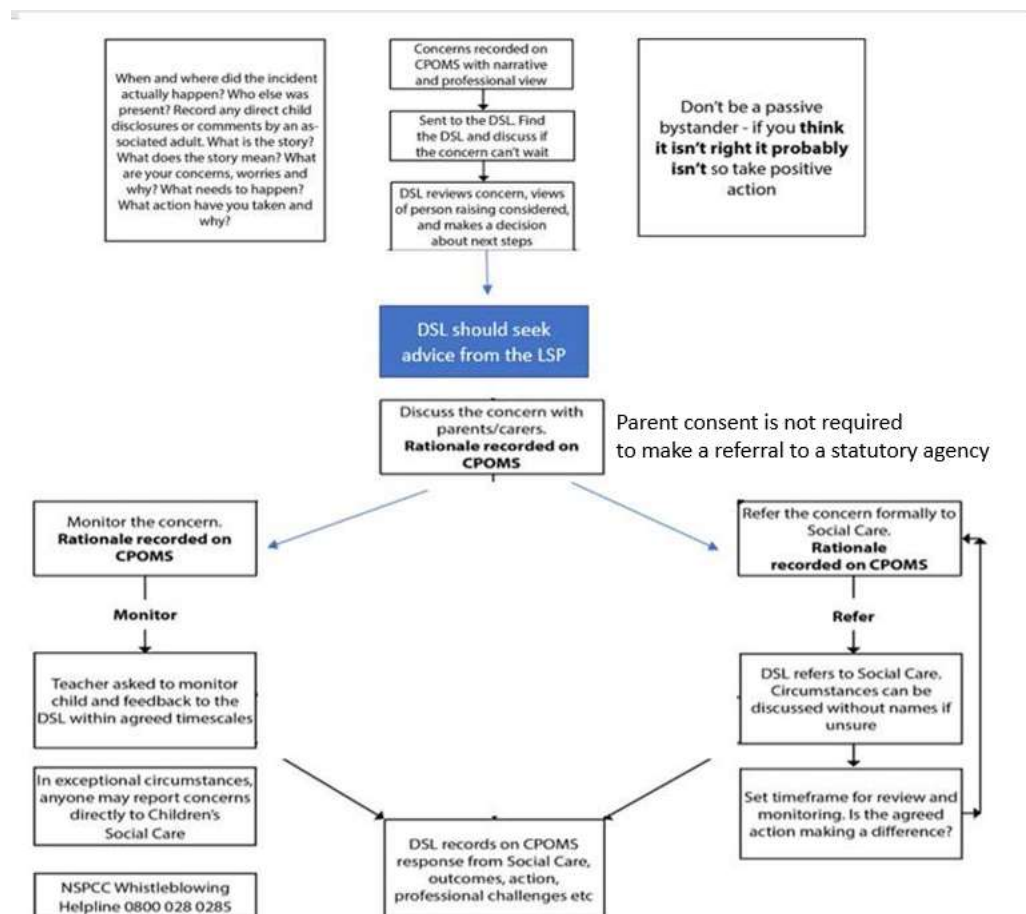 When and where did the incident
actually happen? Who else was
present? Record any direct child
disclosures or comments by an as-
sociated adult. What is the story?
What does the story mean? What
are your concerns, worries and
why? What needs to happen?
What action have you taken and
why?
Concerns recorded on
CPOMS with narrative
and professional view
Sent to the DSL. Find
the DSL and discuss if
the concern can't wait
DSL reviews concern, views
of person raising considered,
and makes a decision
about next steps
Don't be a passive
bystander - if you think
it isn't right it probably
isn't so take positive
action
DSL should seek
advice from the LSP
Discuss the concern with
parents/carers.
Rationale recorded on
CPOMS
Parent consent is not required
to make a referral to a statutory agency
Monitor the concern.
Rationale recorded on
CPOMS
Monitor
Teacher asked to monitor
child and feedback to the
DSL within agreed timescales
In exceptional circumstances,
anyone may report concerns
directly to Children's
Social Care
NSPCC Whistleblowing
Helpline 0800 028 0285
Refer the concern formally to
Social Care.
Rationale
recorded on CPOMS
Refer
DSL refers to Social Care.
Circumstances can be
discussed without names if
unsure
Set timeframe for review and
monitoring. Is the agreed
action making a difference?
DSL records on CPOMS
response from Social Care,
outcomes, action,
professional challenges etc